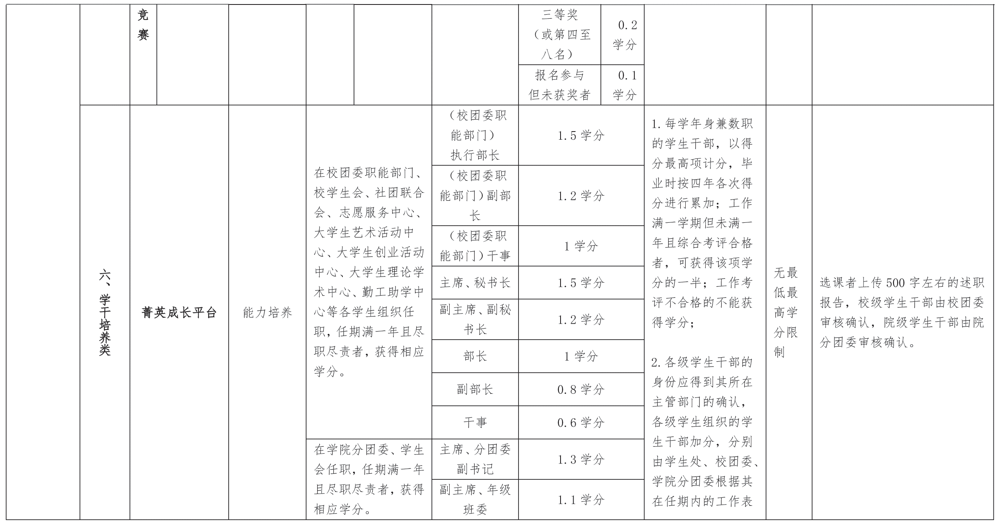 竞
赛
三等奖
（或第四至
八名）
0.2
学分
报名参与
但未获奖者
0.1
学分
六、学干培养类
菁英成长平台
能力培养
在校团委职能部门、
校学生会、社团联合
会、志愿服务中心、
大学生艺术活动中
心、大学生创业活动
中心、大学生理论学
术中心、勤工助学中
心等各学生组织任
职，任期满一年且尽
职尽责者，获得相应
学分。
（校团委职
能部门）
执行部长
1.5 学分
（校团委职
能部门）副部
长
1.2 学分
（校团委职
能部门）干事
1 学分
主席、秘书长
1.5 学分
副主席、副秘
书长
1.2 学分
部长
1 学分
副部长
0.8 学分
干事
0.6 学分
在学院分团委、学生
会任职，任期满一年
且尽职尽责者，获得
相应学分。
主席、分团委
副书记
1.3 学分
副主席、年级
班委
1.1 学分
1.每学年身兼数职
的学生干部，以得
分最高项计分，毕
业时按四年各次得
分进行累加；工作
满一学期但未满一
年且综合考评合格
者，可获得该项学
分的一半；工作考
评不合格的不能获
得学分；
2.各级学生干部的
身份应得到其所在
主管部门的确认，
各级学生组织的学
生干部加分，分别
由学生处、校团委、
学院分团委根据其
在任期内的工作表
无最
低最
高学
分限
制
选课者上传 500 字左右的述职
报告，校级学生干部由校团委
审核确认，院级学生干部由院
分团委审核确认。